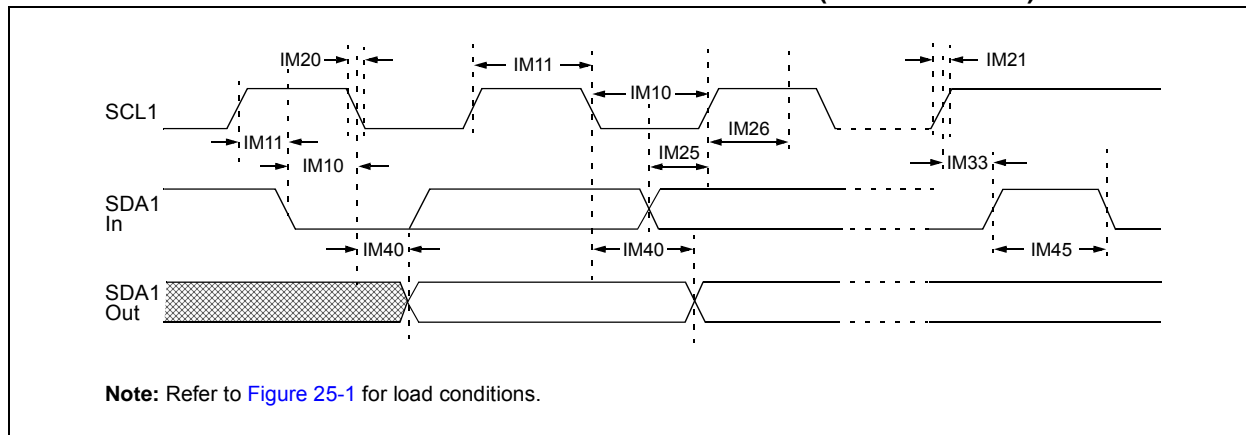 IM20
IM11
IM21
SCL1
IM10
IM11
IM26
IM10
IM25
IM33
SDA1
In
IM40
IM40
IM45
SDA1
Out
Note: Refer to Figure 25-1 for load conditions.